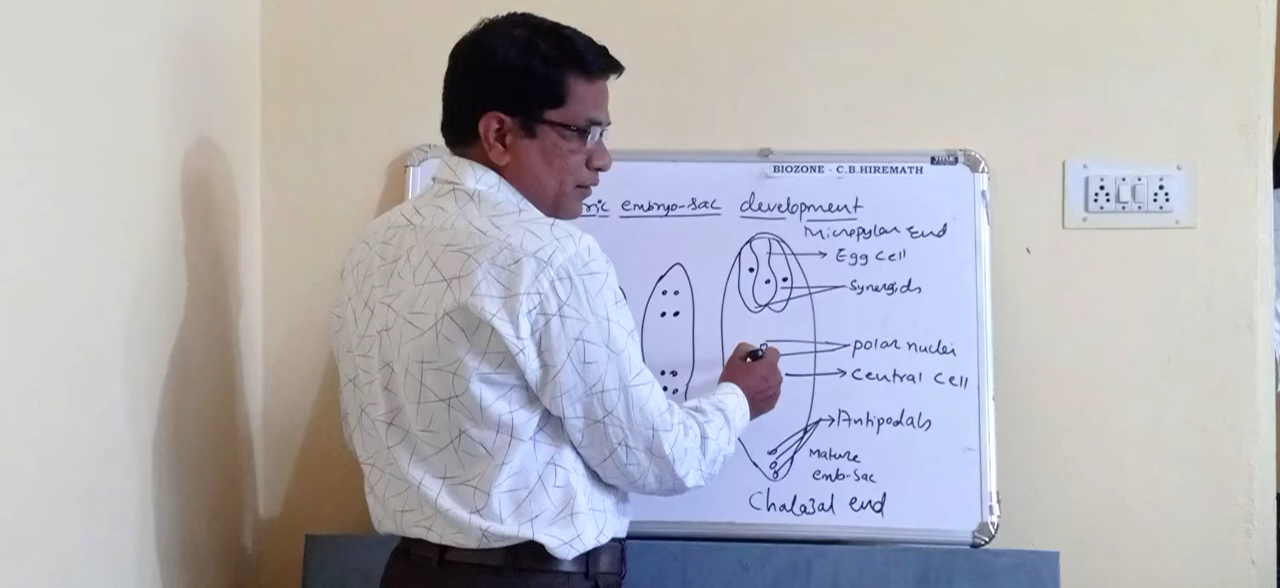 BIOZONE - C.B.HIREMATH
ric embryo-sac development
Micropylar End
Egg cell
Synergids
polar nuclei
Central cell
Antipodals
Mature
emb-sac
Chalazal end